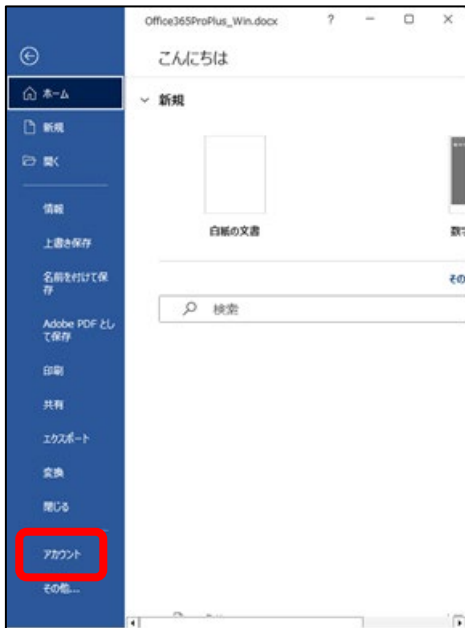 Office365ProPlus_Win.docx ?
こんにちは
ホーム
新規
新規
開く
白紙の文書
情報
上書き保存
名前を付けて保
存
検索
Adobe PDF とし
て保存
印刷
共有
エクスポート
変換
閉じる
アカウント
その他...